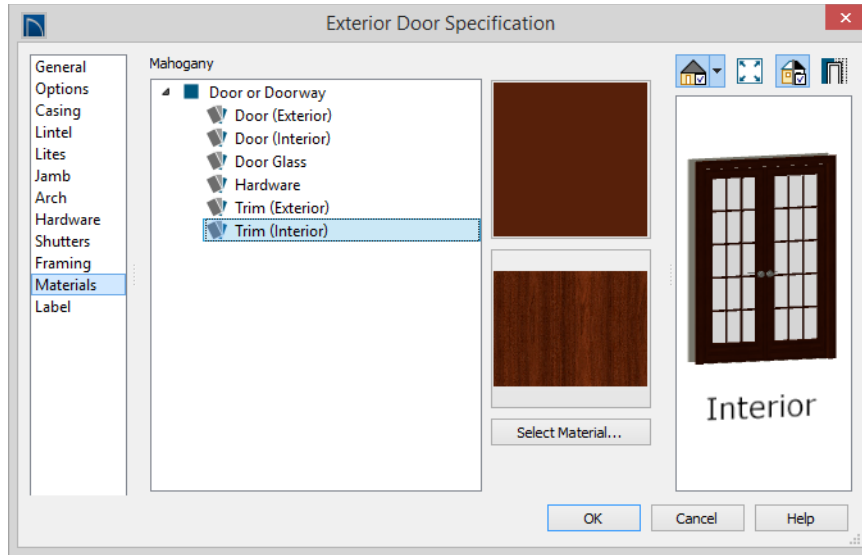 Exterior Door Specification
General
Options
Casing
Lintel
Lites
Jamb
Arch
Hardware
Shutters
Framing
Materials
Label
Mahogany
Door or Doorway
Door (Exterior)
Door (Interior)
Door Glass
Hardware
Trim (Exterior)
Trim (Interior)
Select Material...
Interior
OK
Cancel
Help